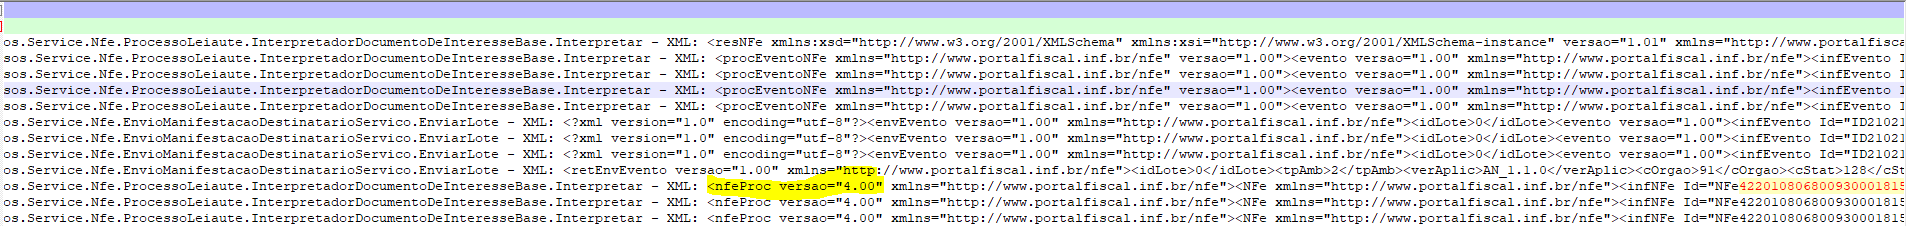 os.Service.Nfe.ProcessoLeiaute.InterpretadorDocumentoDeInteresseBase.Interpretar - XML: <resNFe xmlns:xsd="http://www.w3.org/2001/XMLSchema" xmlns:xsi="http://www.w3.org/2001/XMLSchema-instance" versao="1.01" xmlns="http://www.portalfisca
sos.Service.Nfe.ProcessoLeiaute.InterpretadorDocumentoDeInteresseBase.Interpretar - XML: <procEventoNFe xmlns="http://www.portalfiscal.inf.br/nfe" versao="1.00"><evento versao="1.00" xmlns="http://www.portalfiscal.inf.br/nfe"><infEvento I
sos.Service.Nfe.ProcessoLeiaute.InterpretadorDocumentoDeInteresseBase.Interpretar - XML: <procEventoNFe xmlns="http://www.portalfiscal.inf.br/nfe" versao="1.00"><evento versao="1.00" xmlns="http://www.portalfiscal.inf.br/nfe"><infEvento I
sos.Service.Nfe.ProcessoLeiaute.InterpretadorDocumentoDeInteresseBase.Interpretar - XML: <procEventoNFe xmlns="http://www.portalfiscal.inf.br/nfe" versao="1.00"><evento versao="1.00" xmlns="http://www.portalfiscal.inf.br/nfe"><infEvento I
sos.Service.Nfe.ProcessoLeiaute.InterpretadorDocumentoDeInteresseBase.Interpretar - XML: <procEventoNFe xmlns="http://www.portalfiscal.inf.br/nfe" versao="1.00"><evento versao="1.00" xmlns="http://www.portalfiscal.inf.br/nfe"><infEvento I
os.Service.Nfe.EnvioManifestacaoDestinatarioServico.EnviarLote - XML: <?xml version="1.0" encoding="utf-8"?><envEvento versao="1.00" xmlns="http://www.portalfiscal.inf.br/nfe"><idLote>0</idLote><evento versao="1.00"><infEvento Id="ID21021
os.Service.Nfe.EnvioManifestacaoDestinatarioServico.EnviarLote - XML: <?xml version="1.0" encoding="utf-8"?><envEvento versao="1.00" xmlns="http://www.portalfiscal.inf.br/nfe"><idLote>0</idLote><evento versao="1.00"><infEvento Id="ID21021
os.Service.Nfe.EnvioManifestacaoDestinatarioServico.EnviarLote - XML: <?xml version="1.0" encoding="utf-8"?><envEvento versao="1.00" xmlns="http://www.portalfiscal.inf.br/nfe"><idLote>0</idLote><evento versao="1.00"><infEvento Id="ID21021
os.Service.Nfe.EnvioManifestacaoDestinatarioServico.EnviarLote - XML: <retEnvEvento versao="1.00" xmlns="http://www.portalfiscal.inf.br/nfe"><idLote>0</idLote><tpAmb>2</tpAmb><verAplic>AN_1.1.0</verAplic><cOrgao>91</cOrgao><cStat>128</cSt
os.Service.Nfe.ProcessoLeiaute.InterpretadorDocumentoDeInteresseBase.Interpretar - XML: <nfeProc versao="4.00" xmlns="http://www.portalfiscal.inf.br/nfe"><NFe xmlns="http://www.portalfiscal.inf.br/nfe"><infNFe Id="NFe422010806800930001815
os.Service.Nfe.ProcessoLeiaute.InterpretadorDocumentoDeInteresseBase.Interpretar - XML: <nfeProc versao="4.00" xmlns="http://www.portalfiscal.inf.br/nfe"><NFe xmlns="http://www.portalfiscal.inf.br/nfe"><infNFe Id="NFe422010806800930001815
os.Service.Nfe.ProcessoLeiaute.InterpretadorDocumentoDeInteresseBase.Interpretar - XML: <nfeProc versao="4.00" xmlns="http://www.portalfiscal.inf.br/nfe"><NFe xmlns="http://www.portalfiscal.inf.br/nfe"><infNFe Id="NFe422010806800930001815